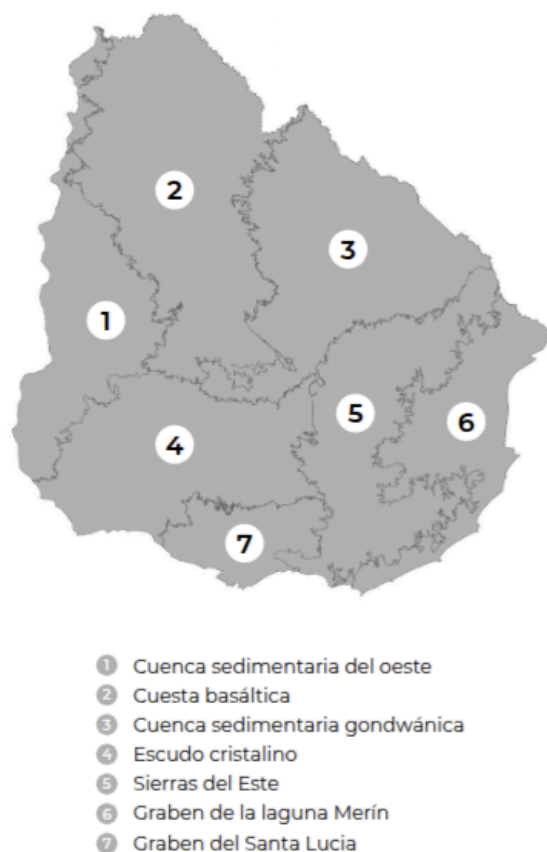 2
3
1
5
6
4
7
1 Cuenca sedimentaria del oeste
2 Cuesta basáltica
3 Cuenca sedimentaria gondwánica
4 Escudo cristalino
5 Sierras del Este
6 Graben de la laguna Merín
7 Graben del Santa Lucia